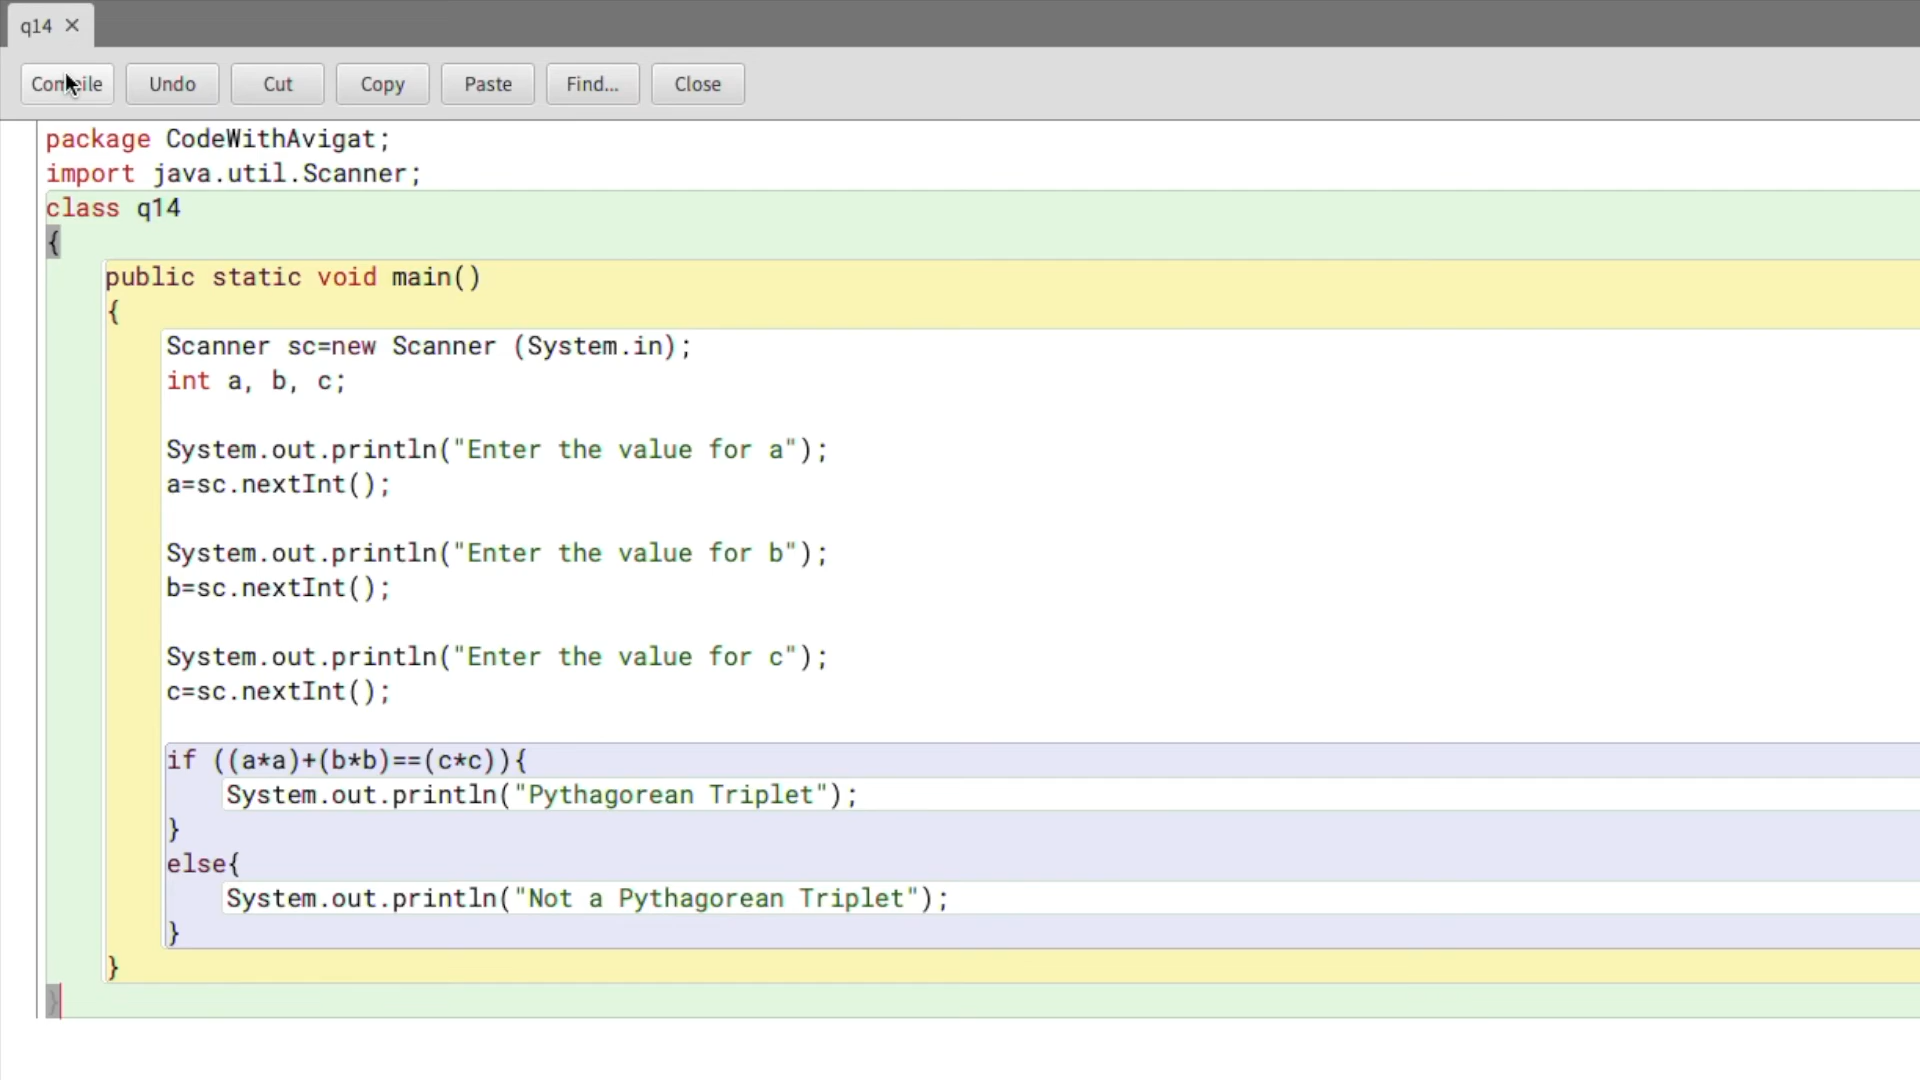 q14 ×
Compile Undo Cut Copy Paste Find... Close
package CodeWithAvigat;
import java.util.Scanner;
class q14
{
public static void main()
{
Scanner sc=new Scanner (System.in);
int a, b, c;
System.out.println("Enter the value for a");
a=sc.nextInt();
System.out.println("Enter the value for b");
b=sc.nextInt();
System.out.println("Enter the value for c");
c=sc.nextInt();
if ((a*a)+(b*b)==(c*c)){
System.out.println("Pythagorean Triplet");
}
else{
System.out.println("Not a Pythagorean Triplet");
}
}
}